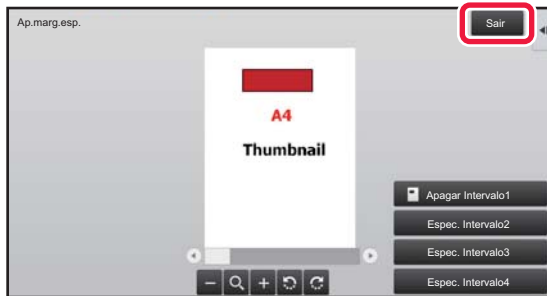 Ap.marg.esp.
Sair
A4
Thumbnail
Apagar Intervalo1
Espec. Intervalo2
Espec. Intervalo3
Espec. Intervalo4